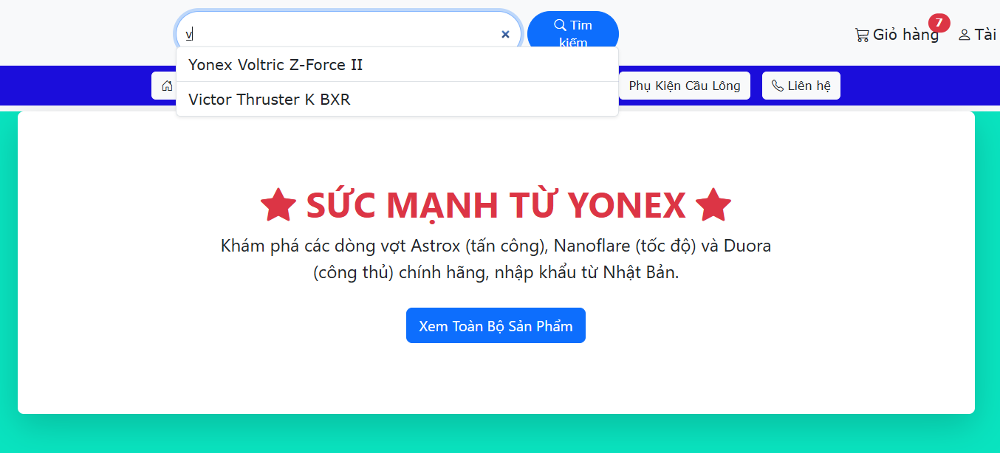 v
Tìm
kiếm
7
Giỏ hàng
Tài
Yonex Voltric Z-Force II
Victor Thruster K BXR
Phụ Kiện Cầu Lông
Liên hệ
SỨC MẠNH TỪ YONEX
Khám phá các dòng vợt Astrox (tấn công), Nanoflare (tốc độ) và Duora
(công thủ) chính hãng, nhập khẩu từ Nhật Bản.
Xem Toàn Bộ Sản Phẩm